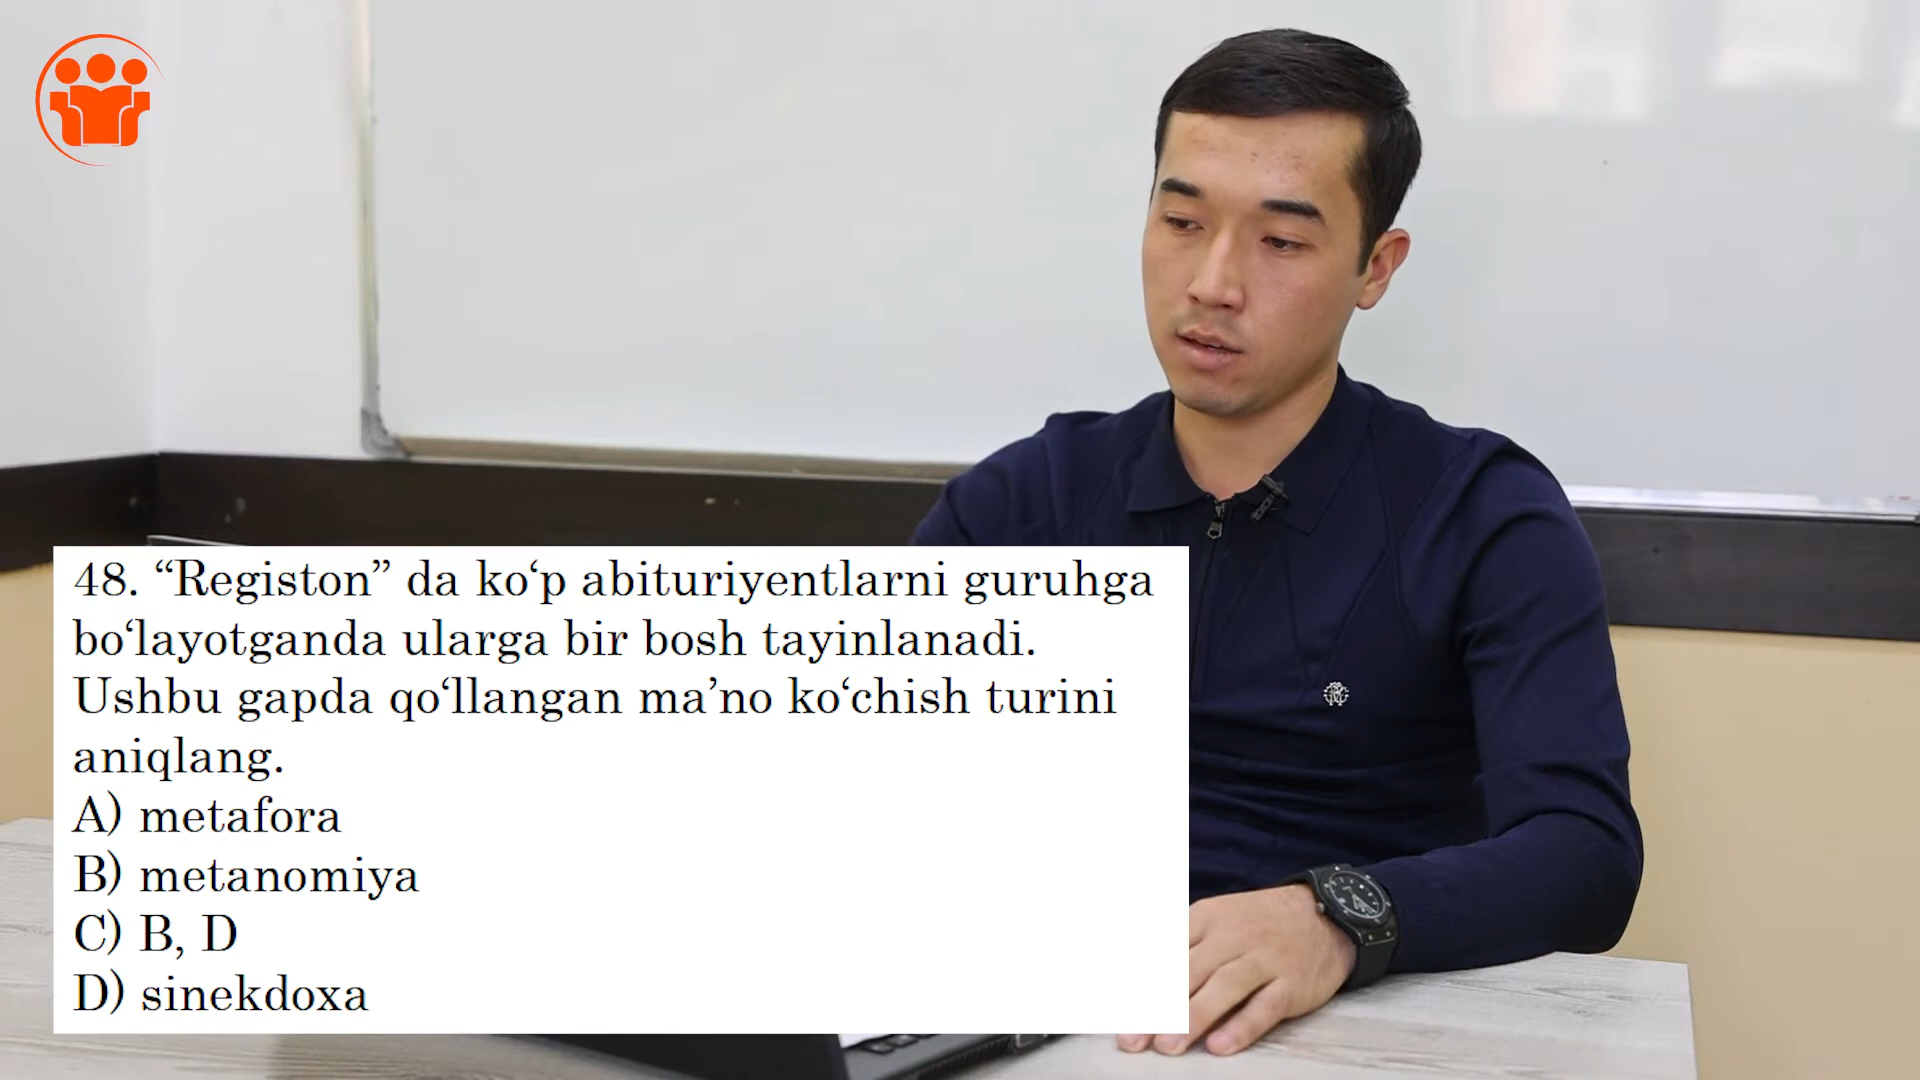 48. “Registon” da ko‘p abituriyentlarni guruhga
bo‘layotganda ularga bir bosh tayinlanadi.
Ushbu gapda qo‘llangan ma’no ko‘chish turini
aniqlang.
A) metafora
B) metanomiya
C) B, D
D) sinekdoxa